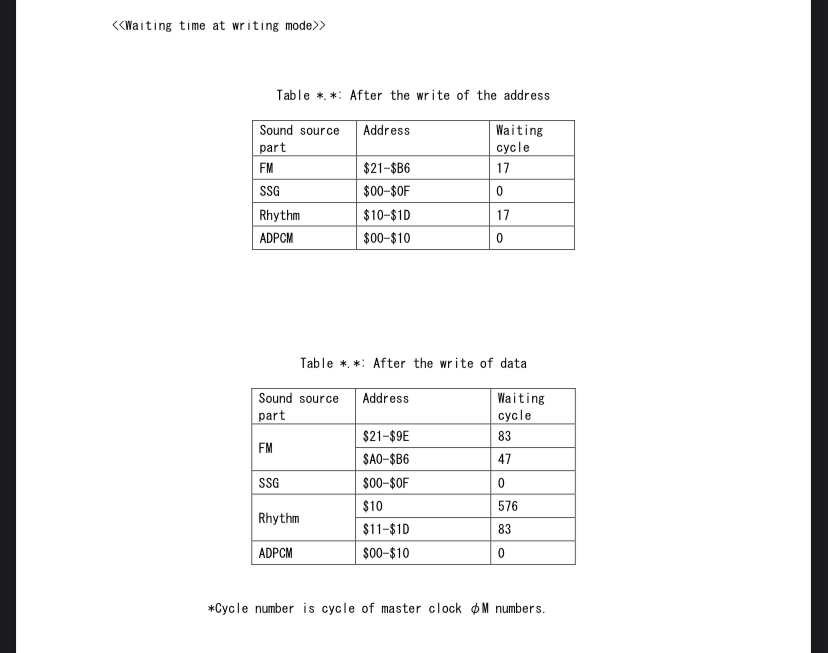 <<Waiting time at writing mode>>
Table *.*: After the write of the address
Sound source part Address Waiting cycle
FM $21-$B6 17
SSG $00-$0F 0
Rhythm $10-$1D 17
ADPCM $00-$10 0
Table *.*: After the write of data
Sound source part Address Waiting cycle
FM $21-$9E 83
$A0-$B6 47
SSG $00-$0F 0
Rhythm $10 576
$11-$1D 83
ADPCM $00-$10 0
*Cycle number is cycle of master clock φM numbers.